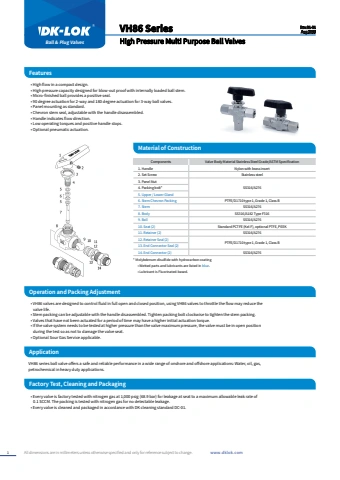 DK-LOK®
Ball & Plug Valves
VH86 Series
High Pressure Multi Purpose Ball Valves
Features
• High flow in a compact design.
• High pressure capacity designed for blow-out proof with internally loaded ball stem.
• Micro-finished ball provides a positive seal.
• 90 degree actuation for 2-way and 180 degree actuation for 3-way ball valves.
• Panel mounting as standard.
• Chevron stem seal, adjustable with the handle disassembled.
• Handle indicates flow direction.
• Low operating torques and positive handle stops.
• Optional pneumatic actuation.
Material of Construction
Components Valve Body Material Stainless Steel Grade/ASTM Specification
1. Handle Nylon with brass insert
2. Set Screw Stainless steel
3. Panel Nut
4. Packing bolt* SS316/A276
5. Upper / Lower Gland
6. Stem Chevron Packing PTFE/D1710 type 1, Grade 1, Class B
7. Stem SS316/A276
8. Body SS316/A182 Type F316
9. Ball SS316/A276
10. Seat (2) Standard PCTFE (Kel-F), optional PTFE, PEEK
11. Retainer (2) SS316/A276
12. Retainer Seal (2) PTFE/D1710 type 1, Grade 1, Class B
13. End Connector Seal (2)
14. End Connector (2) SS316/A276
• Wetted parts and lubricants are listed in blue.
• Lubricant is Fluorinated based.
Operation and Packing Adjustment
• VH86 valves are designed to control fluid in full open and closed position, using VH86 valves to throttle the flow may reduce the
valve life.
• Stem packing can be adjustable with the handle disassembled. Tighten packing bolt clockwise to tighten the stem packing.
• Valves that have not been actuated for a period of time may have a higher initial actuation torque.
• If the valve system needs to be tested at higher pressure than the valve maximum pressure, the valve must be in open position
during the test so as not to damage the valve seat.
• Optional Sour Gas Service applicable.
Application
VH86 series ball valve offers a safe and reliable performance in a wide range of onshore and offshore applications. Water, oil, gas,
petrochemical in heavy duty applications.
Factory Test, Cleaning and Packaging
• Every valve is factory tested with nitrogen gas at 1,000 psig (68.9 bar) for leakage at seat to a maximum allowable leak rate of
0.1 SCCM. The packing is tested with nitrogen gas for no detectable leakage.
• Every valve is cleaned and packaged in accordance with DK cleaning standard DC-01.
All dimensions are in millimeters unless otherwise specified and only for reference subject to change. www.dklok.com